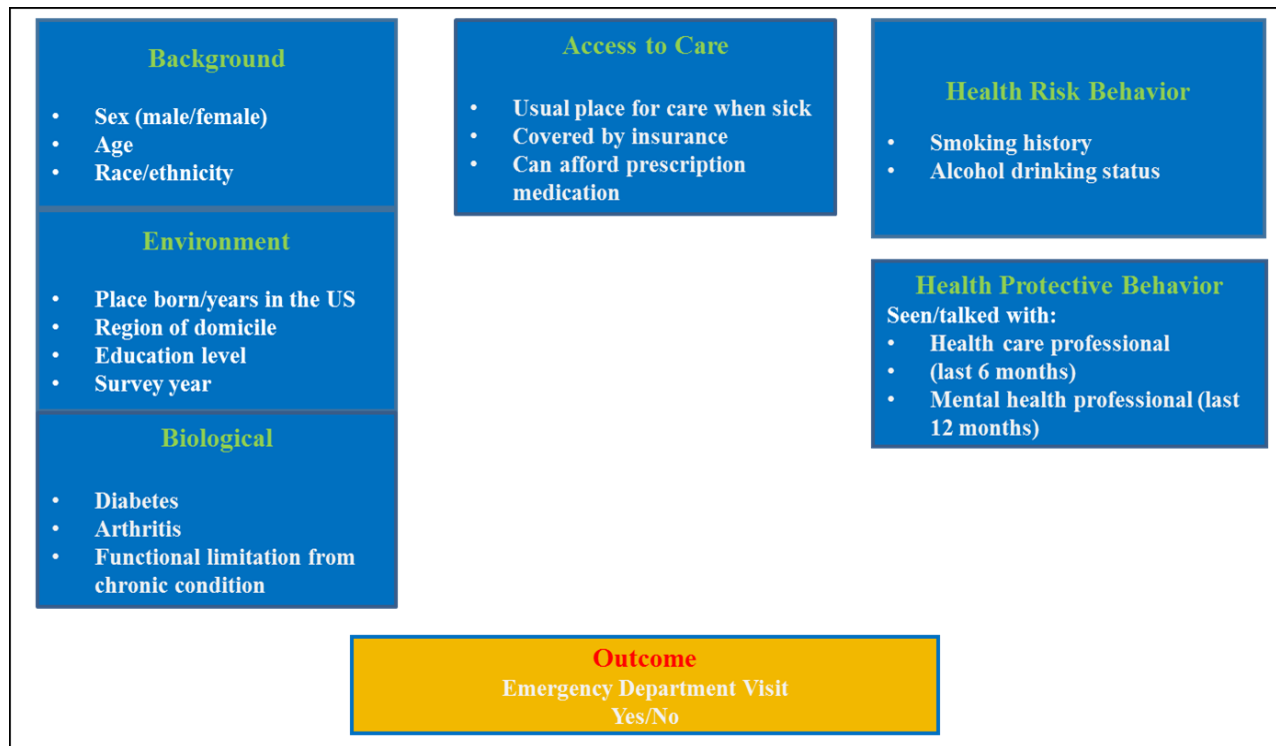 Background
• Sex (male/female)
• Age
• Race/ethnicity
Environment
• Place born/years in the US
• Region of domicile
• Education level
• Survey year
Biological
• Diabetes
• Arthritis
• Functional limitation from
chronic condition
Access to Care
• Usual place for care when sick
• Covered by insurance
• Can afford prescription
medication
Health Risk Behavior
• Smoking history
• Alcohol drinking status
Health Protective Behavior
Seen/talked with:
• Health care professional
• (last 6 months)
• Mental health professional (last
12 months)
Outcome
Emergency Department Visit
Yes/No